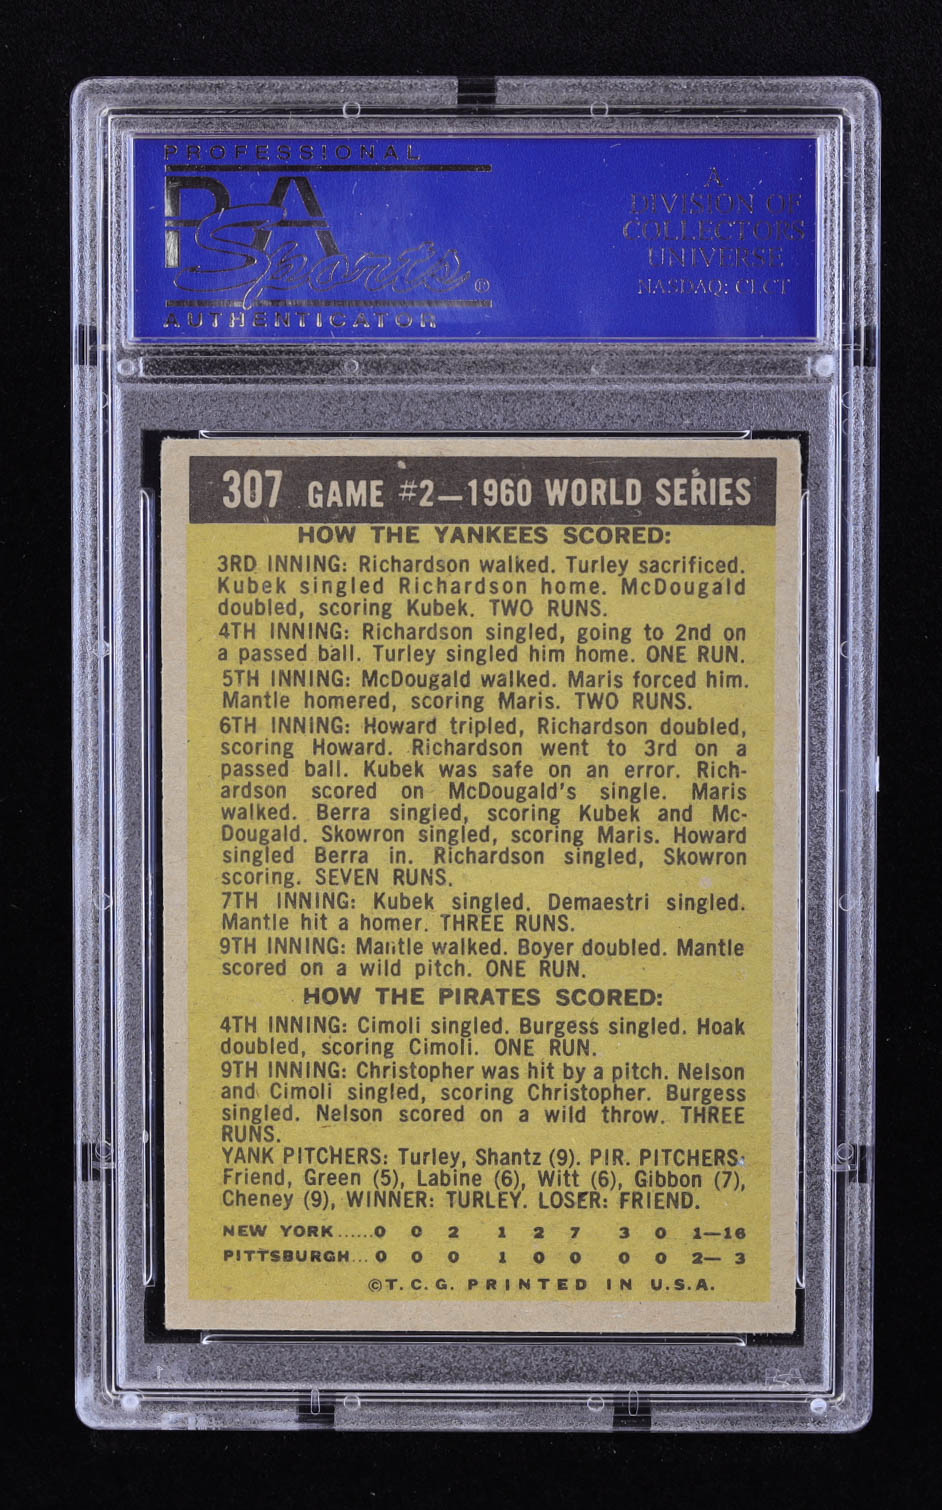 PROFESSIONAL
PSA
Sports®
AUTHENTICATOR
A
DIVISION OF
COLLECTORS
UNIVERSE
NASDAQ: CLCT
307 GAME #2—1960 WORLD SERIES
HOW THE YANKEES SCORED:
3RD INNING: Richardson walked. Turley sacrificed.
Kubek singled Richardson home. McDougald
doubled, scoring Kubek. TWO RUNS.
4TH INNING: Richardson singled, going to 2nd on
a passed ball. Turley singled him home. ONE RUN.
5TH INNING: McDougald walked. Maris forced him.
Mantle homered, scoring Maris. TWO RUNS.
6TH INNING: Howard tripled, Richardson doubled,
scoring Howard. Richardson went to 3rd on a
passed ball. Kubek was safe on an error. Rich-
ardson scored on McDougald's single. Maris
walked. Berra singled, scoring Kubek and Mc-
Dougald. Skowron singled, scoring Maris. Howard
singled Berra in. Richardson singled, Skowron
scoring. SEVEN RUNS.
7TH INNING: Kubek singled. Demaestri singled.
Mantle hit a homer. THREE RUNS.
9TH INNING: Mantle walked. Boyer doubled. Mantle
scored on a wild pitch. ONE RUN.
HOW THE PIRATES SCORED:
4TH INNING: Cimoli singled. Burgess singled. Hoak
doubled, scoring Cimoli. ONE RUN.
9TH INNING: Christopher was hit by a pitch. Nelson
and Cimoli singled, scoring Christopher. Burgess
singled. Nelson scored on a wild throw. THREE
RUNS.
YANK PITCHERS: Turley, Shantz (9). PIR. PITCHERS:
Friend, Green (5), Labine (6), Witt (6), Gibbon (7),
Cheney (9), WINNER: TURLEY. LOSER: FRIEND.
NEW YORK......0 0 2 1 2 7 3 0 1—16
PITTSBURGH...0 0 0 1 0 0 0 0 2— 3
©T.C.G. PRINTED IN U.S.A.
PSA